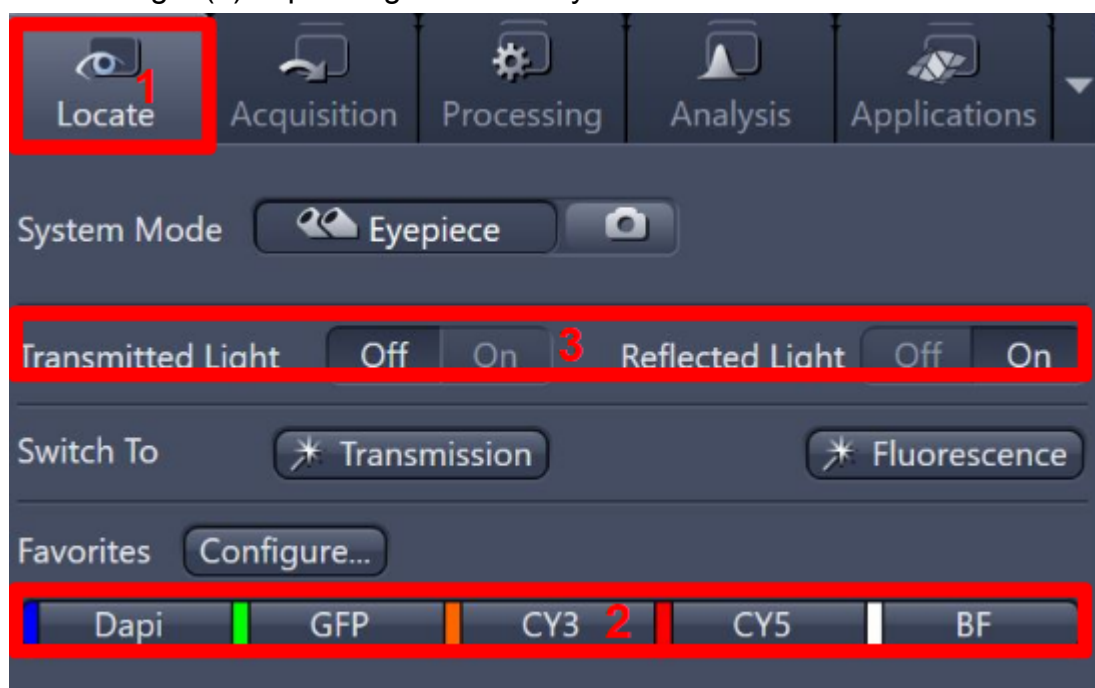 1
Locate Acquisition Processing Analysis Applications
System Mode Eyepiece
Transmitted Light Off On 3 Reflected Light Off On
Switch To Transmission Fluorescence
Favorites Configure...
Dapi GFP CY3 2 CY5 BF